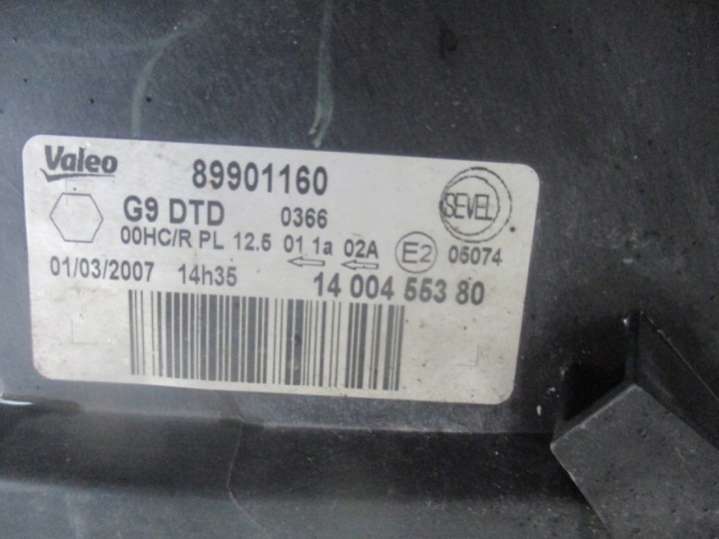 Valeo 89901160
G9 DTD 0366 SEVEL
00HC/R PL 12.5 01 1a 02A E2 05074
01/03/2007 14h35 14 004 553 80